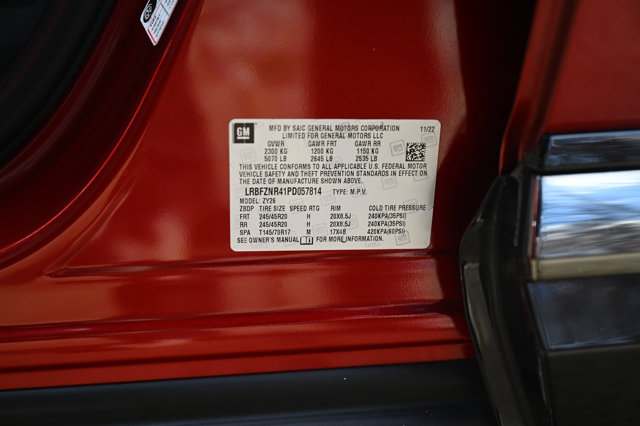 GM
MFD BY SAIC GENERAL MOTORS CORPORATION 11/22
LIMITED FOR GENERAL MOTORS LLC
GVWR GAWR FRT GAWR RR
2300 KG 1200 KG 1150 KG
5070 LB 2645 LB 2535 LB
THIS VEHICLE CONFORMS TO ALL APPLICABLE U.S. FEDERAL MOTOR
VEHICLE SAFETY AND THEFT PREVENTION STANDARDS IN EFFECT ON THE
DATE OF MANUFACTURE SHOWN ABOVE.
LRBFZNR41PD057814 TYPE: M.P.V.
MODEL: ZY26
ZBDP TIRE SIZE SPEED RTG RIM COLD TIRE PRESSURE
FRT 245/45R20 H 20X8.5J 240KPA(35PSI)
RR 245/45R20 H 20X8.5J 240KPA(35PSI)
SPA T145/70R17 M 17X4B 420KPA(60PSI)
SEE OWNER'S MANUAL FOR MORE INFORMATION.